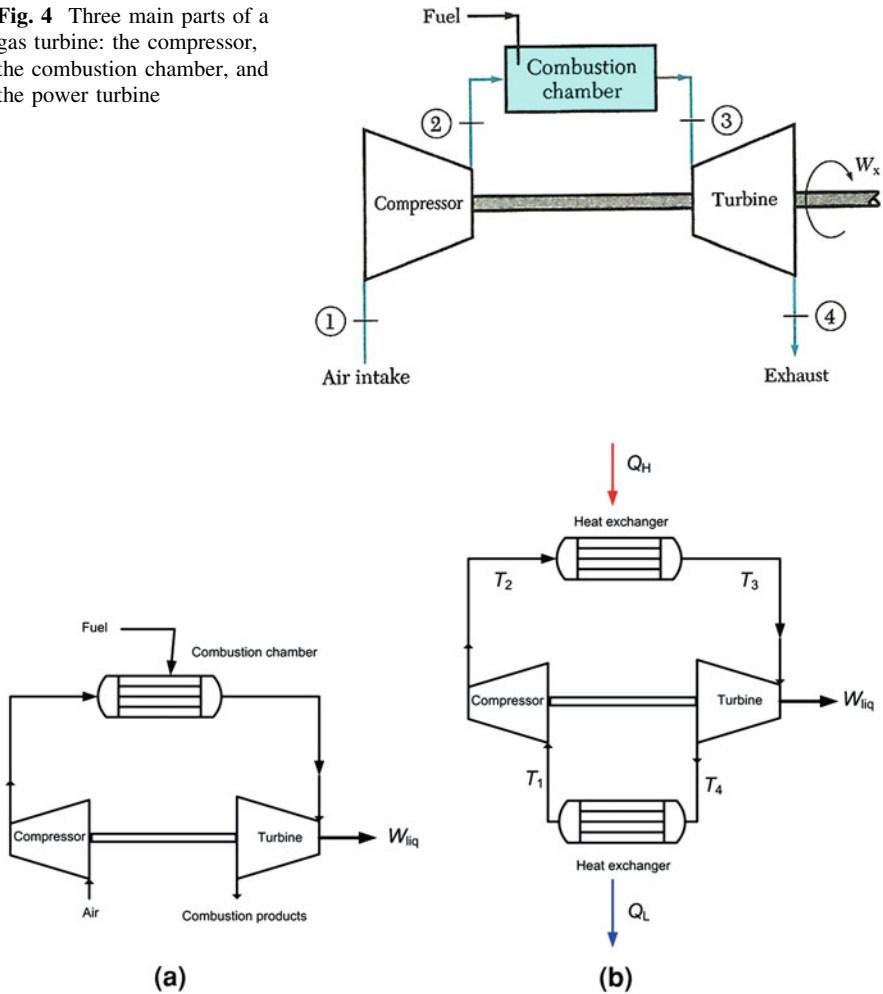 Fig. 4 Three main parts of a
gas turbine: the compressor,
the combustion chamber, and
the power turbine
Fuel
Combustion
chamber
2
3
Compressor
Turbine
Wx
1
4
Air intake
Exhaust
QH
Heat exchanger
T2
T3
Compressor
Turbine
Wliq
T1
T4
Heat exchanger
QL
(b)
Fuel
Combustion chamber
Compressor
Turbine
Wliq
Air
Combustion products
(a)